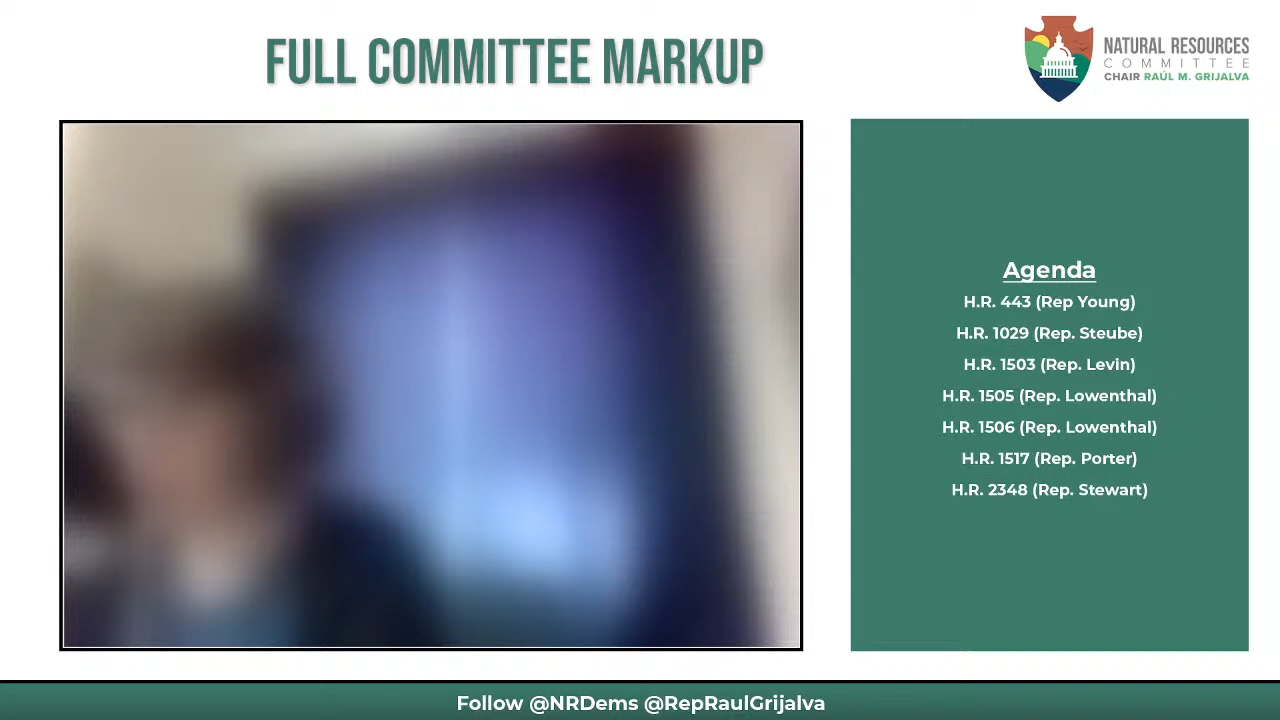 FULL COMMITTEE MARKUP
NATURAL RESOURCES
COMMITTEE
CHAIR RAÚL M. GRIJALVA
Agenda
H.R. 443 (Rep Young)
H.R. 1029 (Rep. Steube)
H.R. 1503 (Rep. Levin)
H.R. 1505 (Rep. Lowenthal)
H.R. 1506 (Rep. Lowenthal)
H.R. 1517 (Rep. Porter)
H.R. 2348 (Rep. Stewart)
Follow @NRDems @RepRaulGrijalva